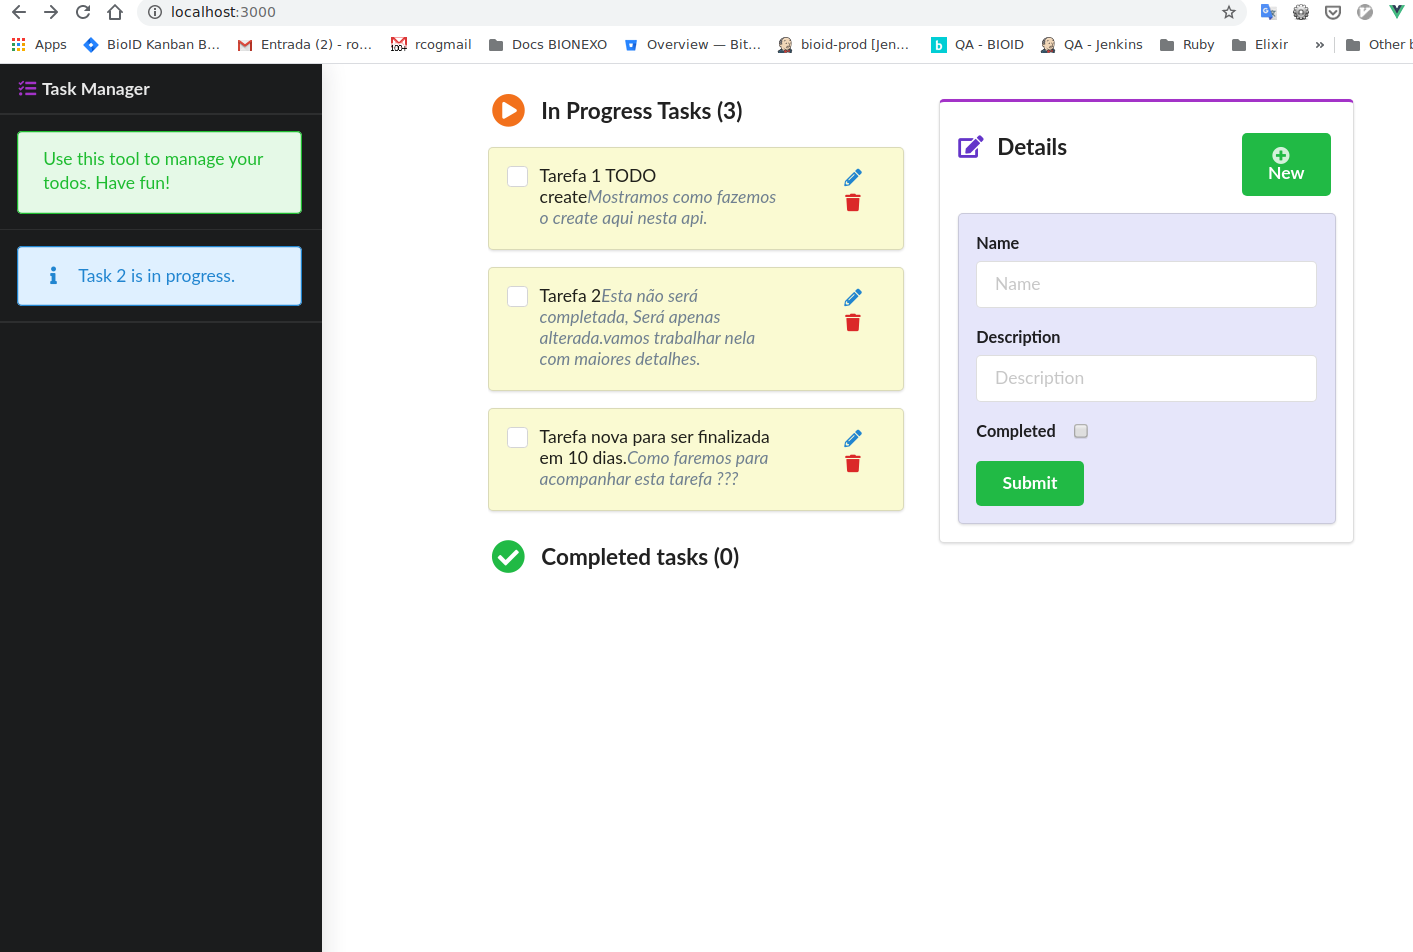 localhost:3000
Apps BioID Kanban B... Entrada (2) - ro... rcogmail Docs BIONEXO Overview — Bit... bioid-prod [Jen... QA - BIOID QA - Jenkins Ruby Elixir » Other b
Task Manager
Use this tool to manage your
todos. Have fun!
Task 2 is in progress.
In Progress Tasks (3)
Tarefa 1 TODO
createMostramos como fazemos
o create aqui nesta api.
Tarefa 2Esta não será
completada, Será apenas
alterada.vamos trabalhar nela
com maiores detalhes.
Tarefa nova para ser finalizada
em 10 dias.Como faremos para
acompanhar esta tarefa ???
Completed tasks (0)
Details
New
Name
Name
Description
Description
Completed
Submit